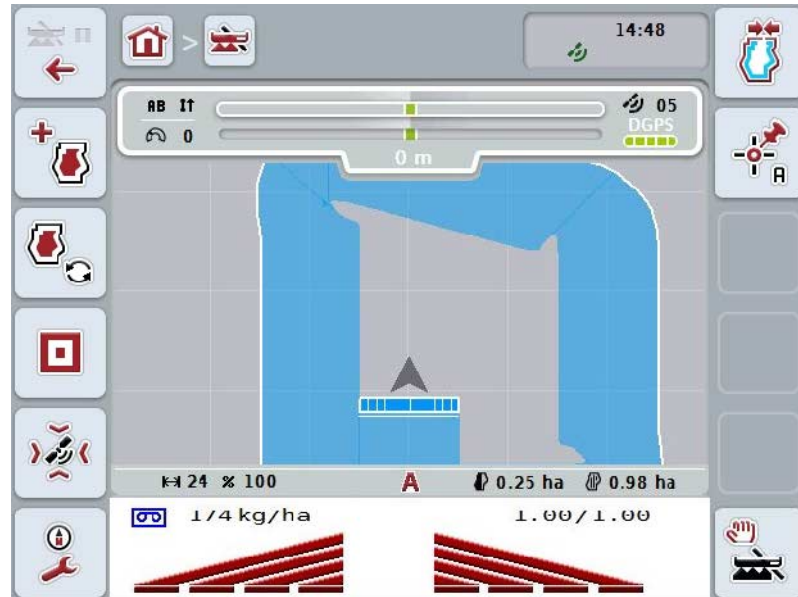 >
14:48
AB
05
0
DGPS
0 m
A
24 % 100
A
0.25 ha
0.98 ha
174 kg/ha
1.00/1.00